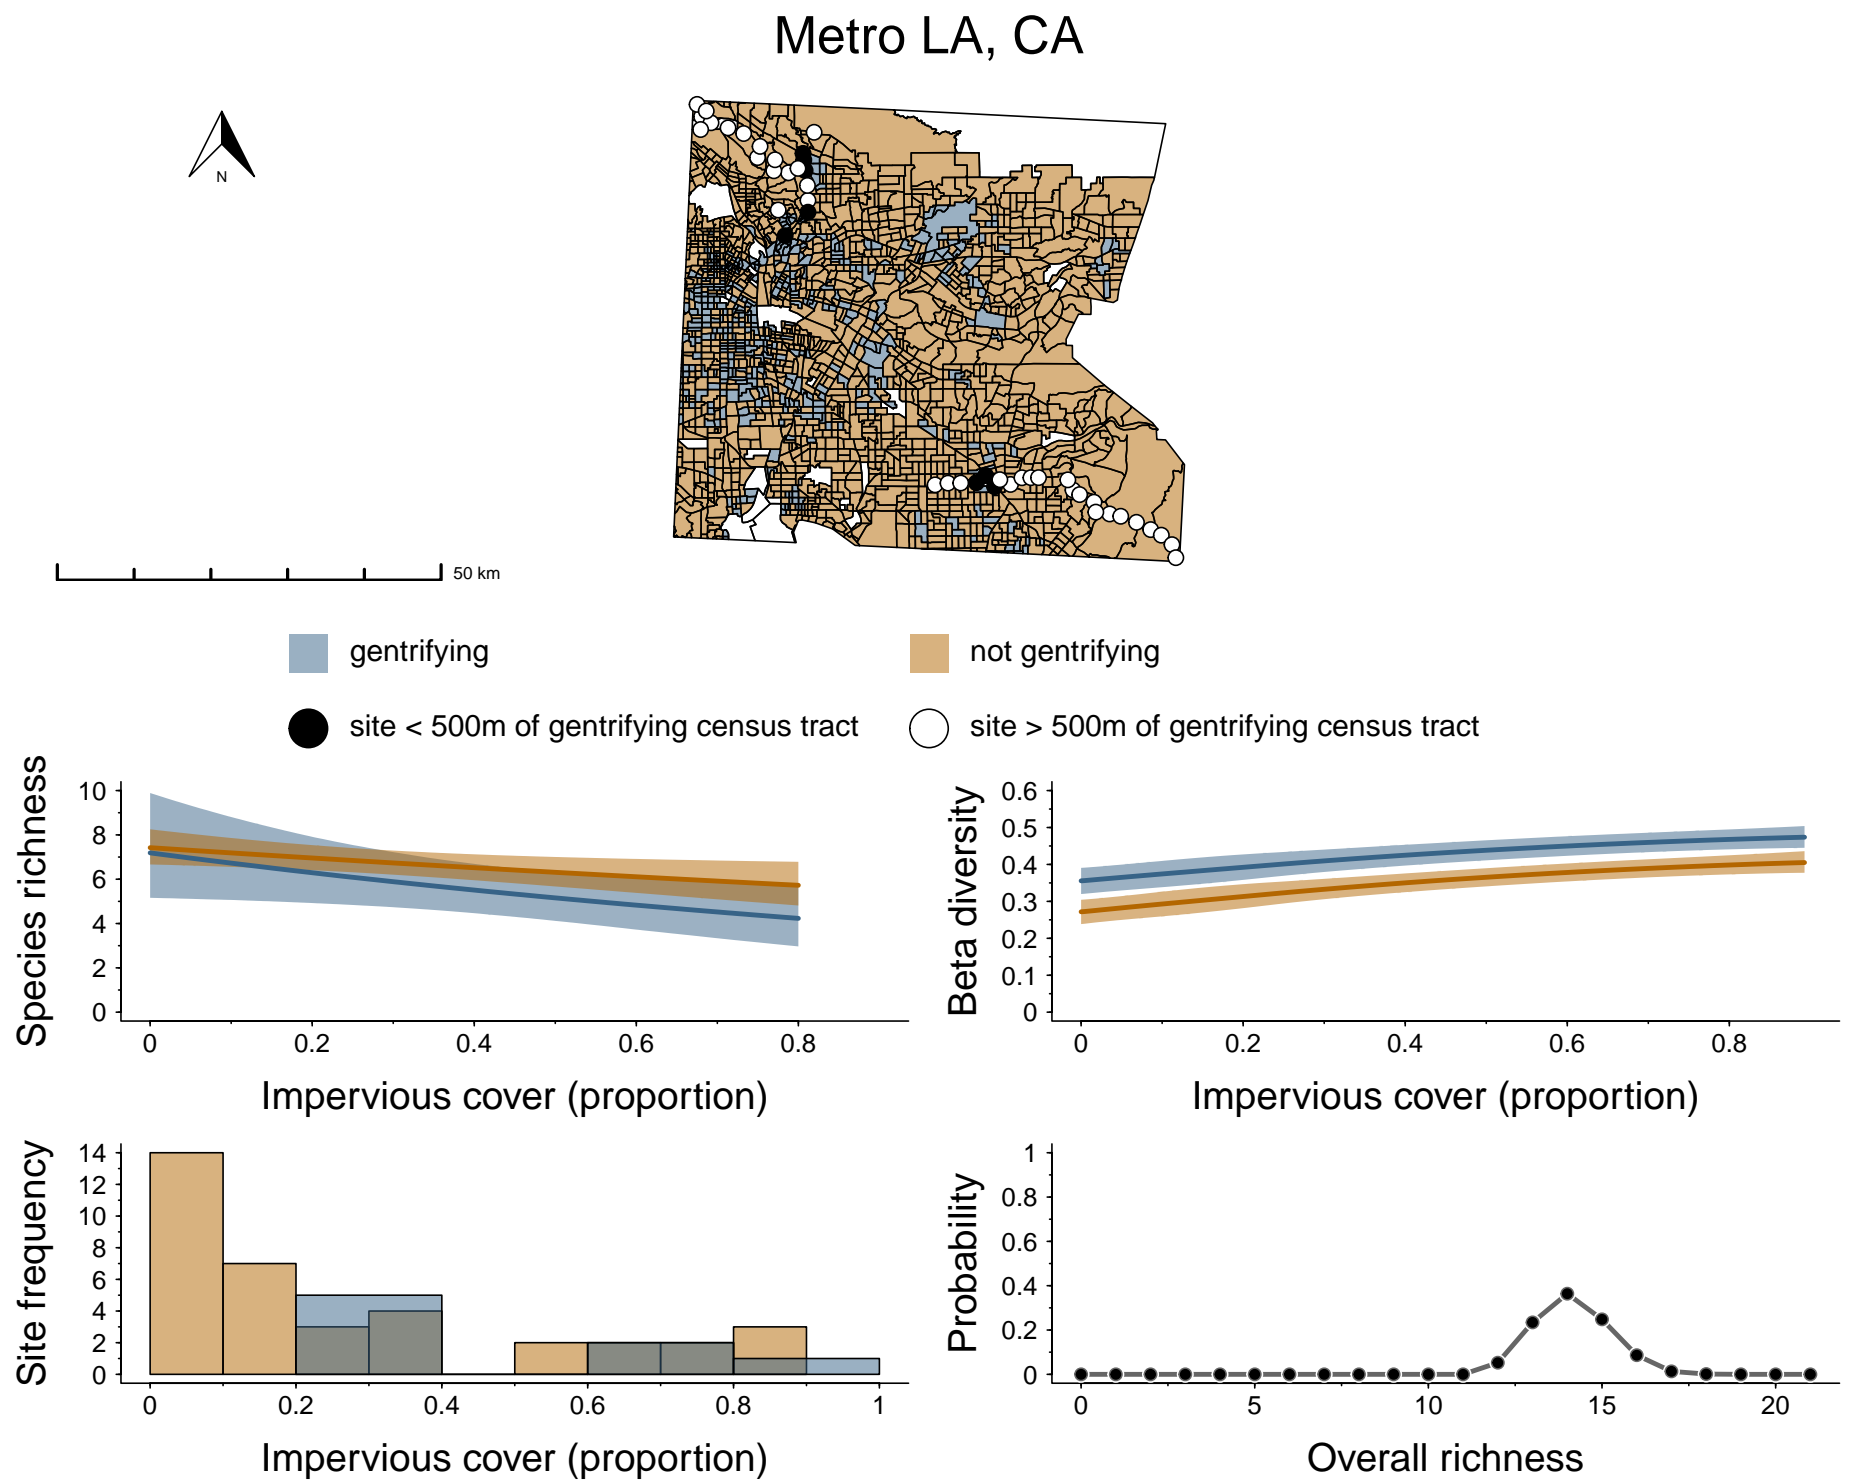 Metro LA, CA
N
50 km
gentrifying
not gentrifying
site < 500m of gentrifying census tract
site > 500m of gentrifying census tract
Species richness
10
8
6
4
2
0
0 0.2 0.4 0.6 0.8
Impervious cover (proportion)
Beta diversity
0.6
0.5
0.4
0.3
0.2
0.1
0
0 0.2 0.4 0.6 0.8
Impervious cover (proportion)
Site frequency
14
12
10
8
6
4
2
0
0 0.2 0.4 0.6 0.8 1
Impervious cover (proportion)
Probability
1
0.8
0.6
0.4
0.2
0
0 5 10 15 20
Overall richness